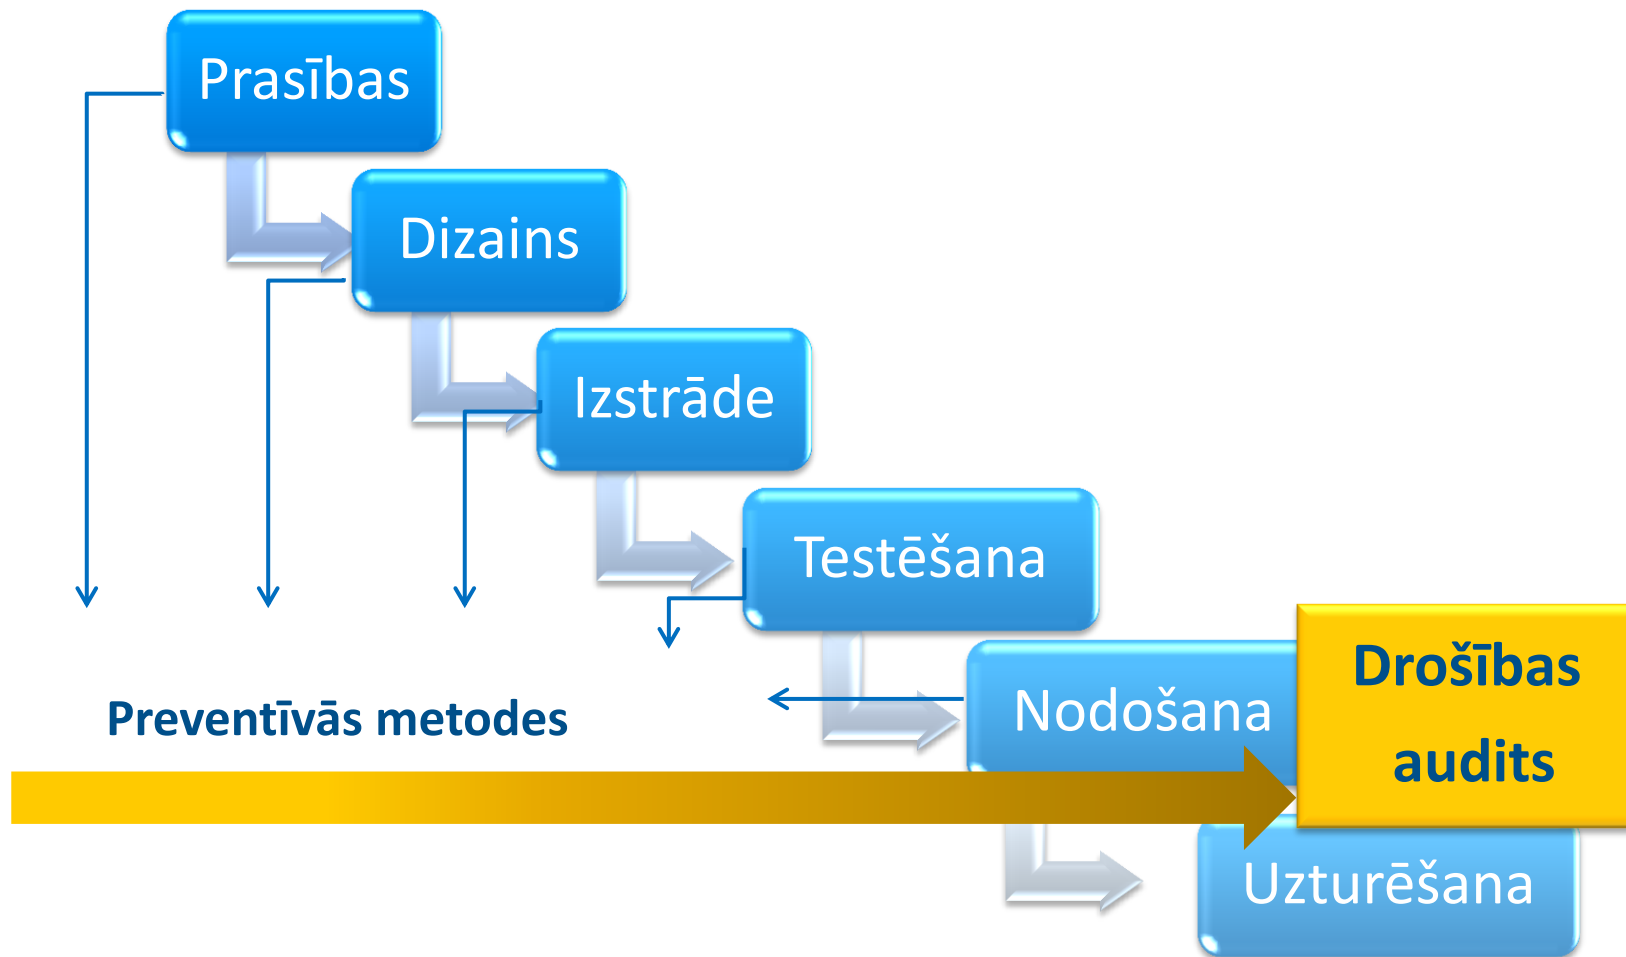 Prasības
Dizains
Izstrāde
Testēšana
Nodošana
Drošības
audits
Preventīvās metodes
Uzturēšana